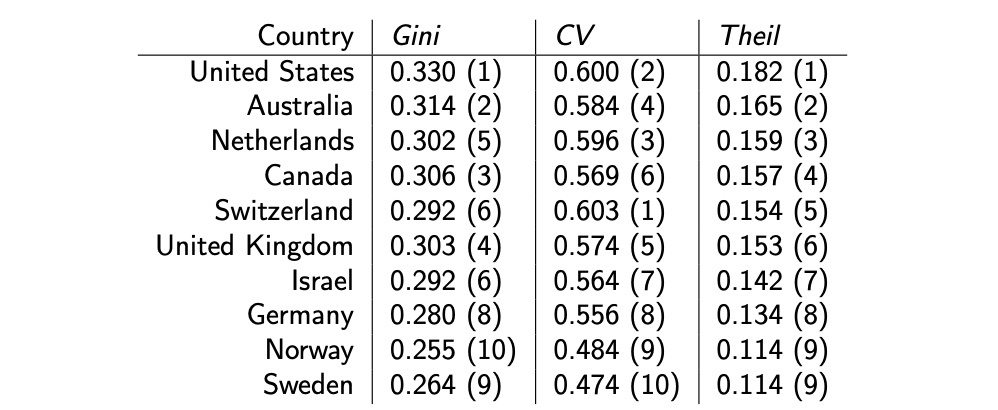 Country Gini CV Theil
United States 0.330 (1) 0.600 (2) 0.182 (1)
Australia 0.314 (2) 0.584 (4) 0.165 (2)
Netherlands 0.302 (5) 0.596 (3) 0.159 (3)
Canada 0.306 (3) 0.569 (6) 0.157 (4)
Switzerland 0.292 (6) 0.603 (1) 0.154 (5)
United Kingdom 0.303 (4) 0.574 (5) 0.153 (6)
Israel 0.292 (6) 0.564 (7) 0.142 (7)
Germany 0.280 (8) 0.556 (8) 0.134 (8)
Norway 0.255 (10) 0.484 (9) 0.114 (9)
Sweden 0.264 (9) 0.474 (10) 0.114 (9)